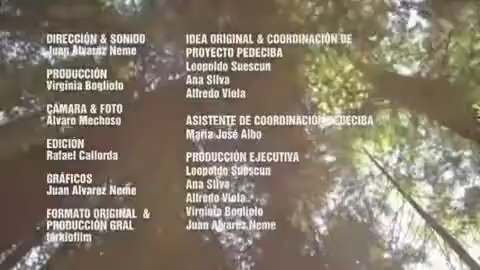 DIRECCIÓN & SONIDO
Juan Alvarez Neme
PRODUCCIÓN
Virginia Bogliolo
CÁMARA & FOTO
Alvaro Mechoso
EDICIÓN
Rafael Callorda
GRÁFICOS
Juan Alvarez Neme
FORMATO ORIGINAL &
PRODUCCIÓN GRAL
tarkiofilm
IDEA ORIGINAL & COORDINACIÓN DE
PROYECTO PEDECIBA
Leopoldo Suescun
Ana Silva
Alfredo Viola
ASISTENTE DE COORDINACIÓN PEDECIBA
María José Albo
PRODUCCIÓN EJECUTIVA
Leopoldo Suescun
Ana Silva
Alfredo Viola
Virginia Bogliolo
Juan Alvarez Neme